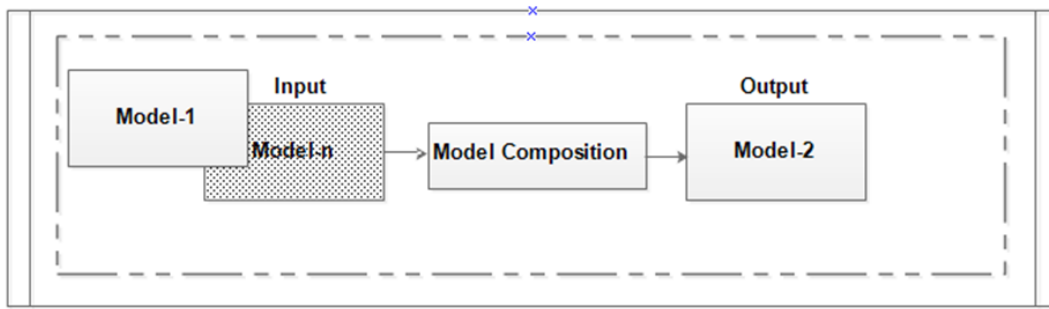 Input
Output
Model-1
Model-n
Model Composition
Model-2